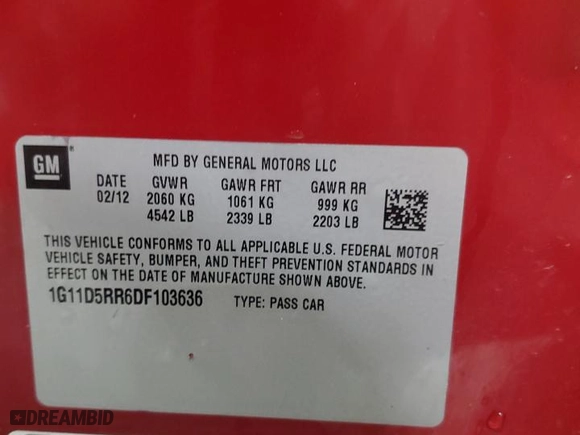 GM
MFD BY GENERAL MOTORS LLC
DATE GVWR GAWR FRT GAWR RR
02/12 2060 KG 1061 KG 999 KG
4542 LB 2339 LB 2203 LB
THIS VEHICLE CONFORMS TO ALL APPLICABLE U.S. FEDERAL MOTOR
VEHICLE SAFETY, BUMPER, AND THEFT PREVENTION STANDARDS IN
EFFECT ON THE DATE OF MANUFACTURE SHOWN ABOVE.
1G11D5RR6DF103636 TYPE: PASS CAR
DREAMBID